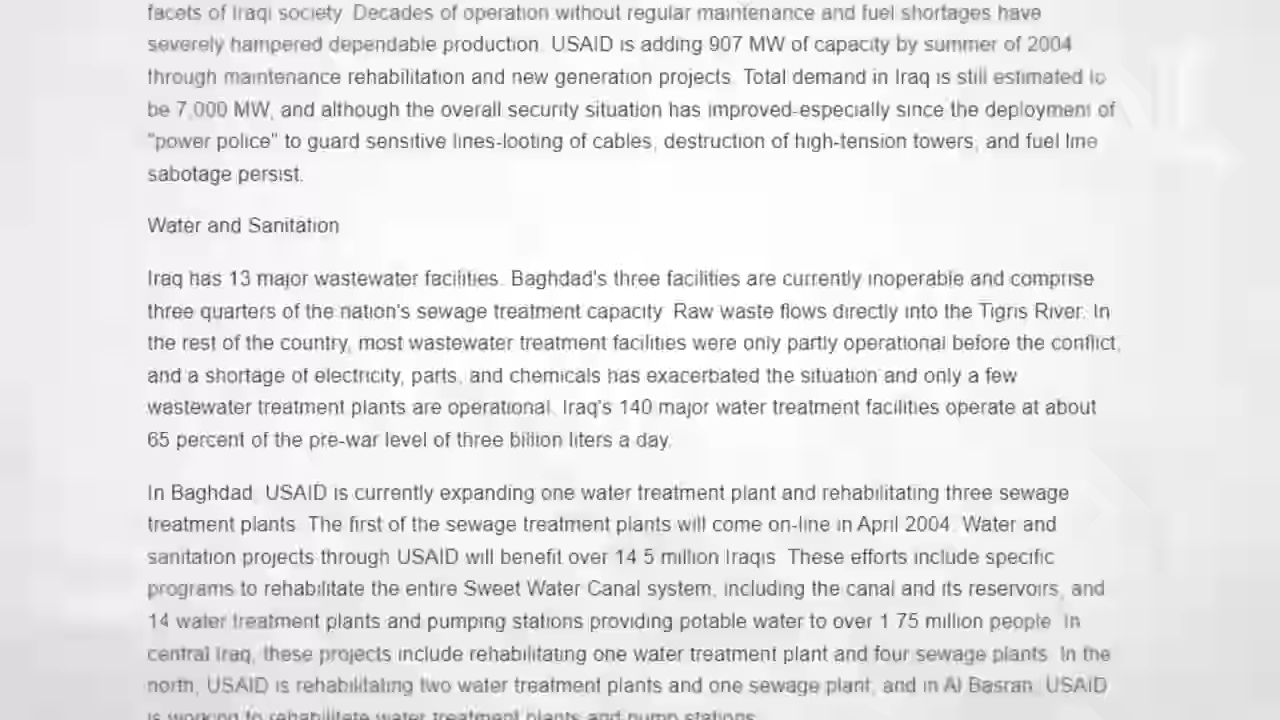 facets of Iraqi society. Decades of operation without regular maintenance and fuel shortages have
severely hampered dependable production. USAID is adding 907 MW of capacity by summer of 2004
through maintenance rehabilitation and new generation projects. Total demand in Iraq is still estimated to
be 7,000 MW, and although the overall security situation has improved-especially since the deployment of
"power police" to guard sensitive lines-looting of cables, destruction of high-tension towers, and fuel line
sabotage persist.
Water and Sanitation
Iraq has 13 major wastewater facilities. Baghdad's three facilities are currently inoperable and comprise
three quarters of the nation's sewage treatment capacity. Raw waste flows directly into the Tigris River. In
the rest of the country, most wastewater treatment facilities were only partly operational before the conflict,
and a shortage of electricity, parts, and chemicals has exacerbated the situation and only a few
wastewater treatment plants are operational. Iraq's 140 major water treatment facilities operate at about
65 percent of the pre-war level of three billion liters a day.
In Baghdad, USAID is currently expanding one water treatment plant and rehabilitating three sewage
treatment plants. The first of the sewage treatment plants will come on-line in April 2004. Water and
sanitation projects through USAID will benefit over 14.5 million Iraqis. These efforts include specific
programs to rehabilitate the entire Sweet Water Canal system, including the canal and its reservoirs, and
14 water treatment plants and pumping stations providing potable water to over 1.75 million people. In
central Iraq, these projects include rehabilitating one water treatment plant and four sewage plants. In the
north, USAID is rehabilitating two water treatment plants and one sewage plant, and in Al Basrah, USAID
is working to rehabilitate water treatment plants and pump stations.